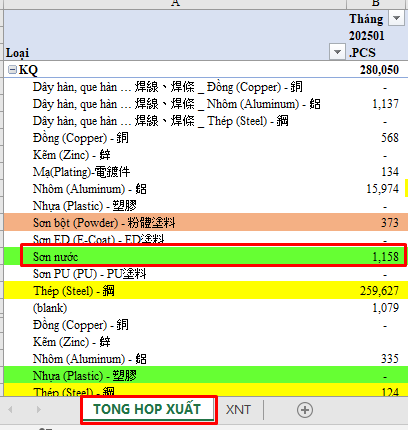 A B
Tháng
202501
Loại .PCS
KQ 280,050
Dây hàn, que hàn ... 焊線、焊條 _ Đồng (Copper) - 銅 -
Dây hàn, que hàn ... 焊線、焊條 _ Nhôm (Aluminum) - 鋁 1,137
Dây hàn, que hàn ... 焊線、焊條 _ Thép (Steel) - 鋼 -
Đồng (Copper) - 銅 568
Kẽm (Zinc) - 鋅 -
Mạ(Plating)-電鍍件 134
Nhôm (Aluminum) - 鋁 15,974
Nhựa (Plastic) - 塑膠 -
Sơn bột (Powder) - 粉體塗料 373
Sơn ED (E-Coat) - ED塗料 -
Sơn nước 1,158
Sơn PU (PU) - PU塗料 -
Thép (Steel) - 鋼 259,627
(blank) 1,079
Đồng (Copper) - 銅 -
Kẽm (Zinc) - 鋅 -
Nhôm (Aluminum) - 鋁 335
Nhựa (Plastic) - 塑膠 -
Thép (Steel) - 鋼 124
TONG HOP XUẤT XNT